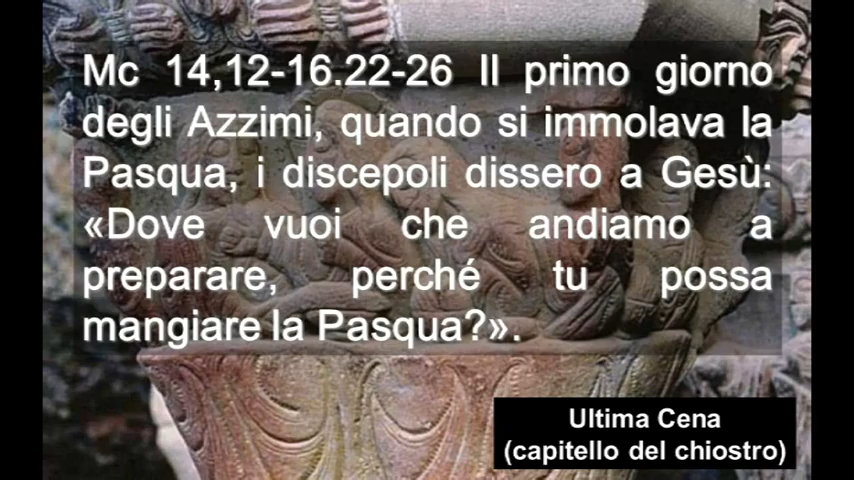 Mc 14,12-16.22-26 Il primo giorno
degli Azzimi, quando si immolava la
Pasqua, i discepoli dissero a Gesù:
«Dove vuoi che andiamo a
preparare, perché tu possa
mangiare la Pasqua?».
Ultima Cena
(capitello del chiostro)